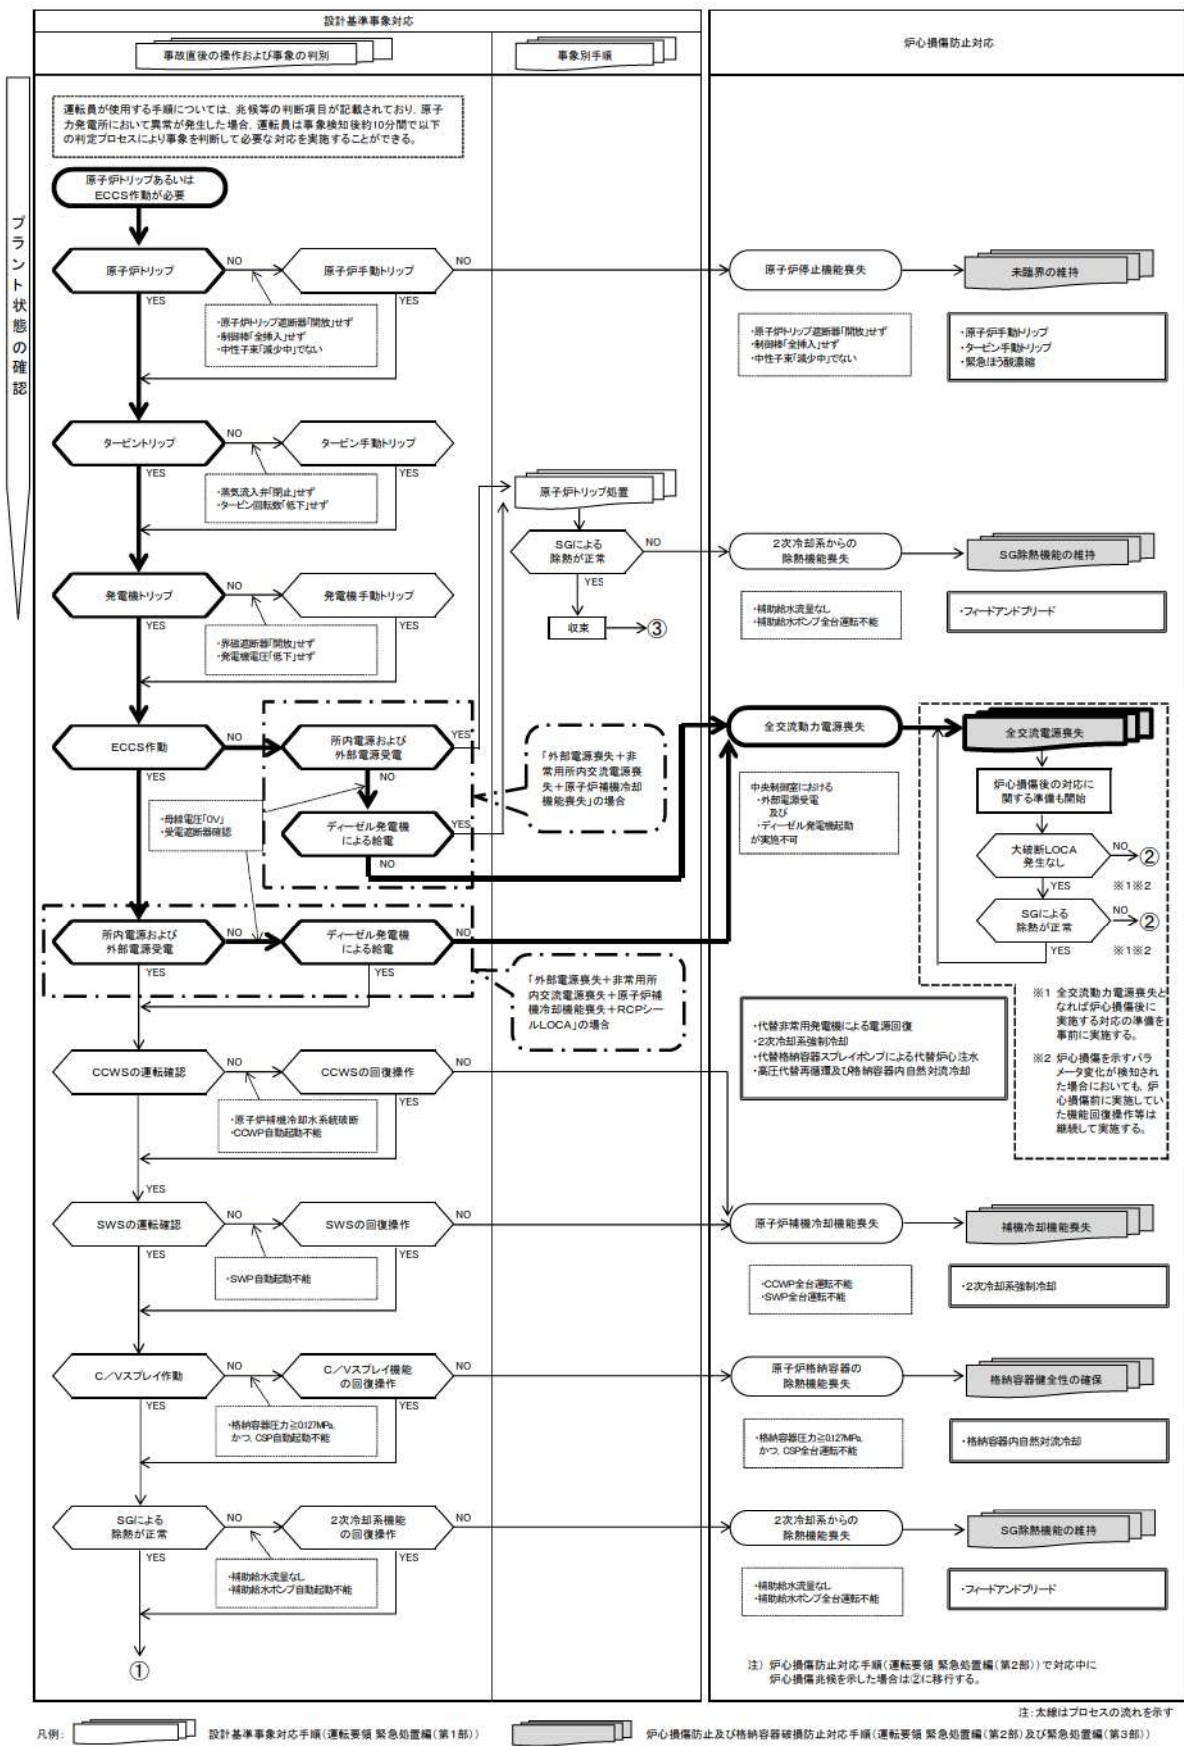 設計基準事象対応
事故直後の操作および事象の判別
事象別手順
炉心損傷防止対応
プラント状態の確認
運転員が使用する手順については、兆候等の判断項目が記載されており、原子
力発電所において異常が発生した場合、運転員は事象検知後約10分間で以下
の判定プロセスにより事象を判断して必要な対応を実施することができる。
原子炉トリップあるいは
ECCS作動が必要
原子炉トリップ
NO
原子炉手動トリップ
NO
原子炉停止機能喪失
未臨界の維持
YES
YES
・原子炉トリップ遮断器「開放」せず
・制御棒「全挿入」せず
・中性子束「減少中」でない
・原子炉トリップ遮断器「開放」せず
・制御棒「全挿入」せず
・中性子束「減少中」でない
・原子炉手動トリップ
・タービン手動トリップ
・緊急ほう酸濃縮
タービントリップ
NO
タービン手動トリップ
YES
YES
・蒸気流入弁「閉止」せず
・タービン回転数「低下」せず
原子炉トリップ処置
SGによる
除熱が正常
NO
2次冷却系からの
除熱機能喪失
SG除熱機能の維持
YES
収束
③
・補助給水流量なし
・補助給水ポンプ全台運転不能
・フィードアンドブリード
発電機トリップ
NO
発電機手動トリップ
YES
YES
・界磁遮断器「開放」せず
・発電機電圧「低下」せず
ECCS作動
NO
所内電源および
外部電源受電
YES
NO
YES
・母線電圧「0V」
・受電遮断器確認
ディーゼル発電機
による給電
YES
NO
「外部電源喪失+非
常用所内交流電源喪
失+原子炉補機冷却
機能喪失」の場合
全交流動力電源喪失
全交流電源喪失
中央制御室における
・外部電源受電
及び
・ディーゼル発電機起動
が実施不可
炉心損傷後の対応に
関する準備も開始
大破断LOCA
発生なし
NO
②
YES
※1※2
SGによる
除熱が正常
NO
②
YES
※1※2
所内電源および
外部電源受電
NO
ディーゼル発電機
による給電
NO
YES
YES
「外部電源喪失+非常用所
内交流電源喪失+原子炉補
機冷却機能喪失+RCPシー
ルLOCA」の場合
・代替非常用発電機による電源回復
・2次冷却系強制冷却
・代替格納容器スプレイポンプによる代替炉心注水
・高圧代替再循環及び格納容器内自然対流冷却
※1 全交流動力電源喪失と
なれば炉心損傷後に
実施する対応の準備を
事前に実施する。
※2 炉心損傷を示すパラ
メータ変化が検知され
た場合においても、炉
心損傷前に実施してい
た機能回復操作等は
継続して実施する。
CCWSの運転確認
NO
CCWSの回復操作
NO
・原子炉補機冷却水系統破断
・CCWP自動起動不能
YES
YES
SWSの運転確認
NO
SWSの回復操作
NO
原子炉補機冷却機能喪失
補機冷却機能喪失
YES
YES
・SWP自動起動不能
・CCWP全台運転不能
・SWP全台運転不能
・2次冷却系強制冷却
C/Vスプレイ作動
NO
C/Vスプレイ機能
の回復操作
NO
原子炉格納容器の
除熱機能喪失
格納容器健全性の確保
YES
YES
・格納容器圧力≧0.127MPa、
かつ、CSP自動起動不能
・格納容器圧力≧0.127MPa、
かつ、CSP全台運転不能
・格納容器内自然対流冷却
SGによる
除熱が正常
NO
2次冷却系機能
の回復操作
NO
2次冷却系からの
除熱機能喪失
SG除熱機能の維持
YES
YES
・補助給水流量なし
・補助給水ポンプ自動起動不能
・補助給水流量なし
・補助給水ポンプ全台運転不能
・フィードアンドブリード
①
注) 炉心損傷防止対応手順(運転要領 緊急処置編(第2部))で対応中に
炉心損傷兆候を示した場合は②に移行する。
注:太線はプロセスの流れを示す
凡例:
設計基準事象対応手順(運転要領 緊急処置編(第1部))
炉心損傷防止及び格納容器破損防止対応手順(運転要領 緊急処置編(第2部)及び緊急処置編(第3部))